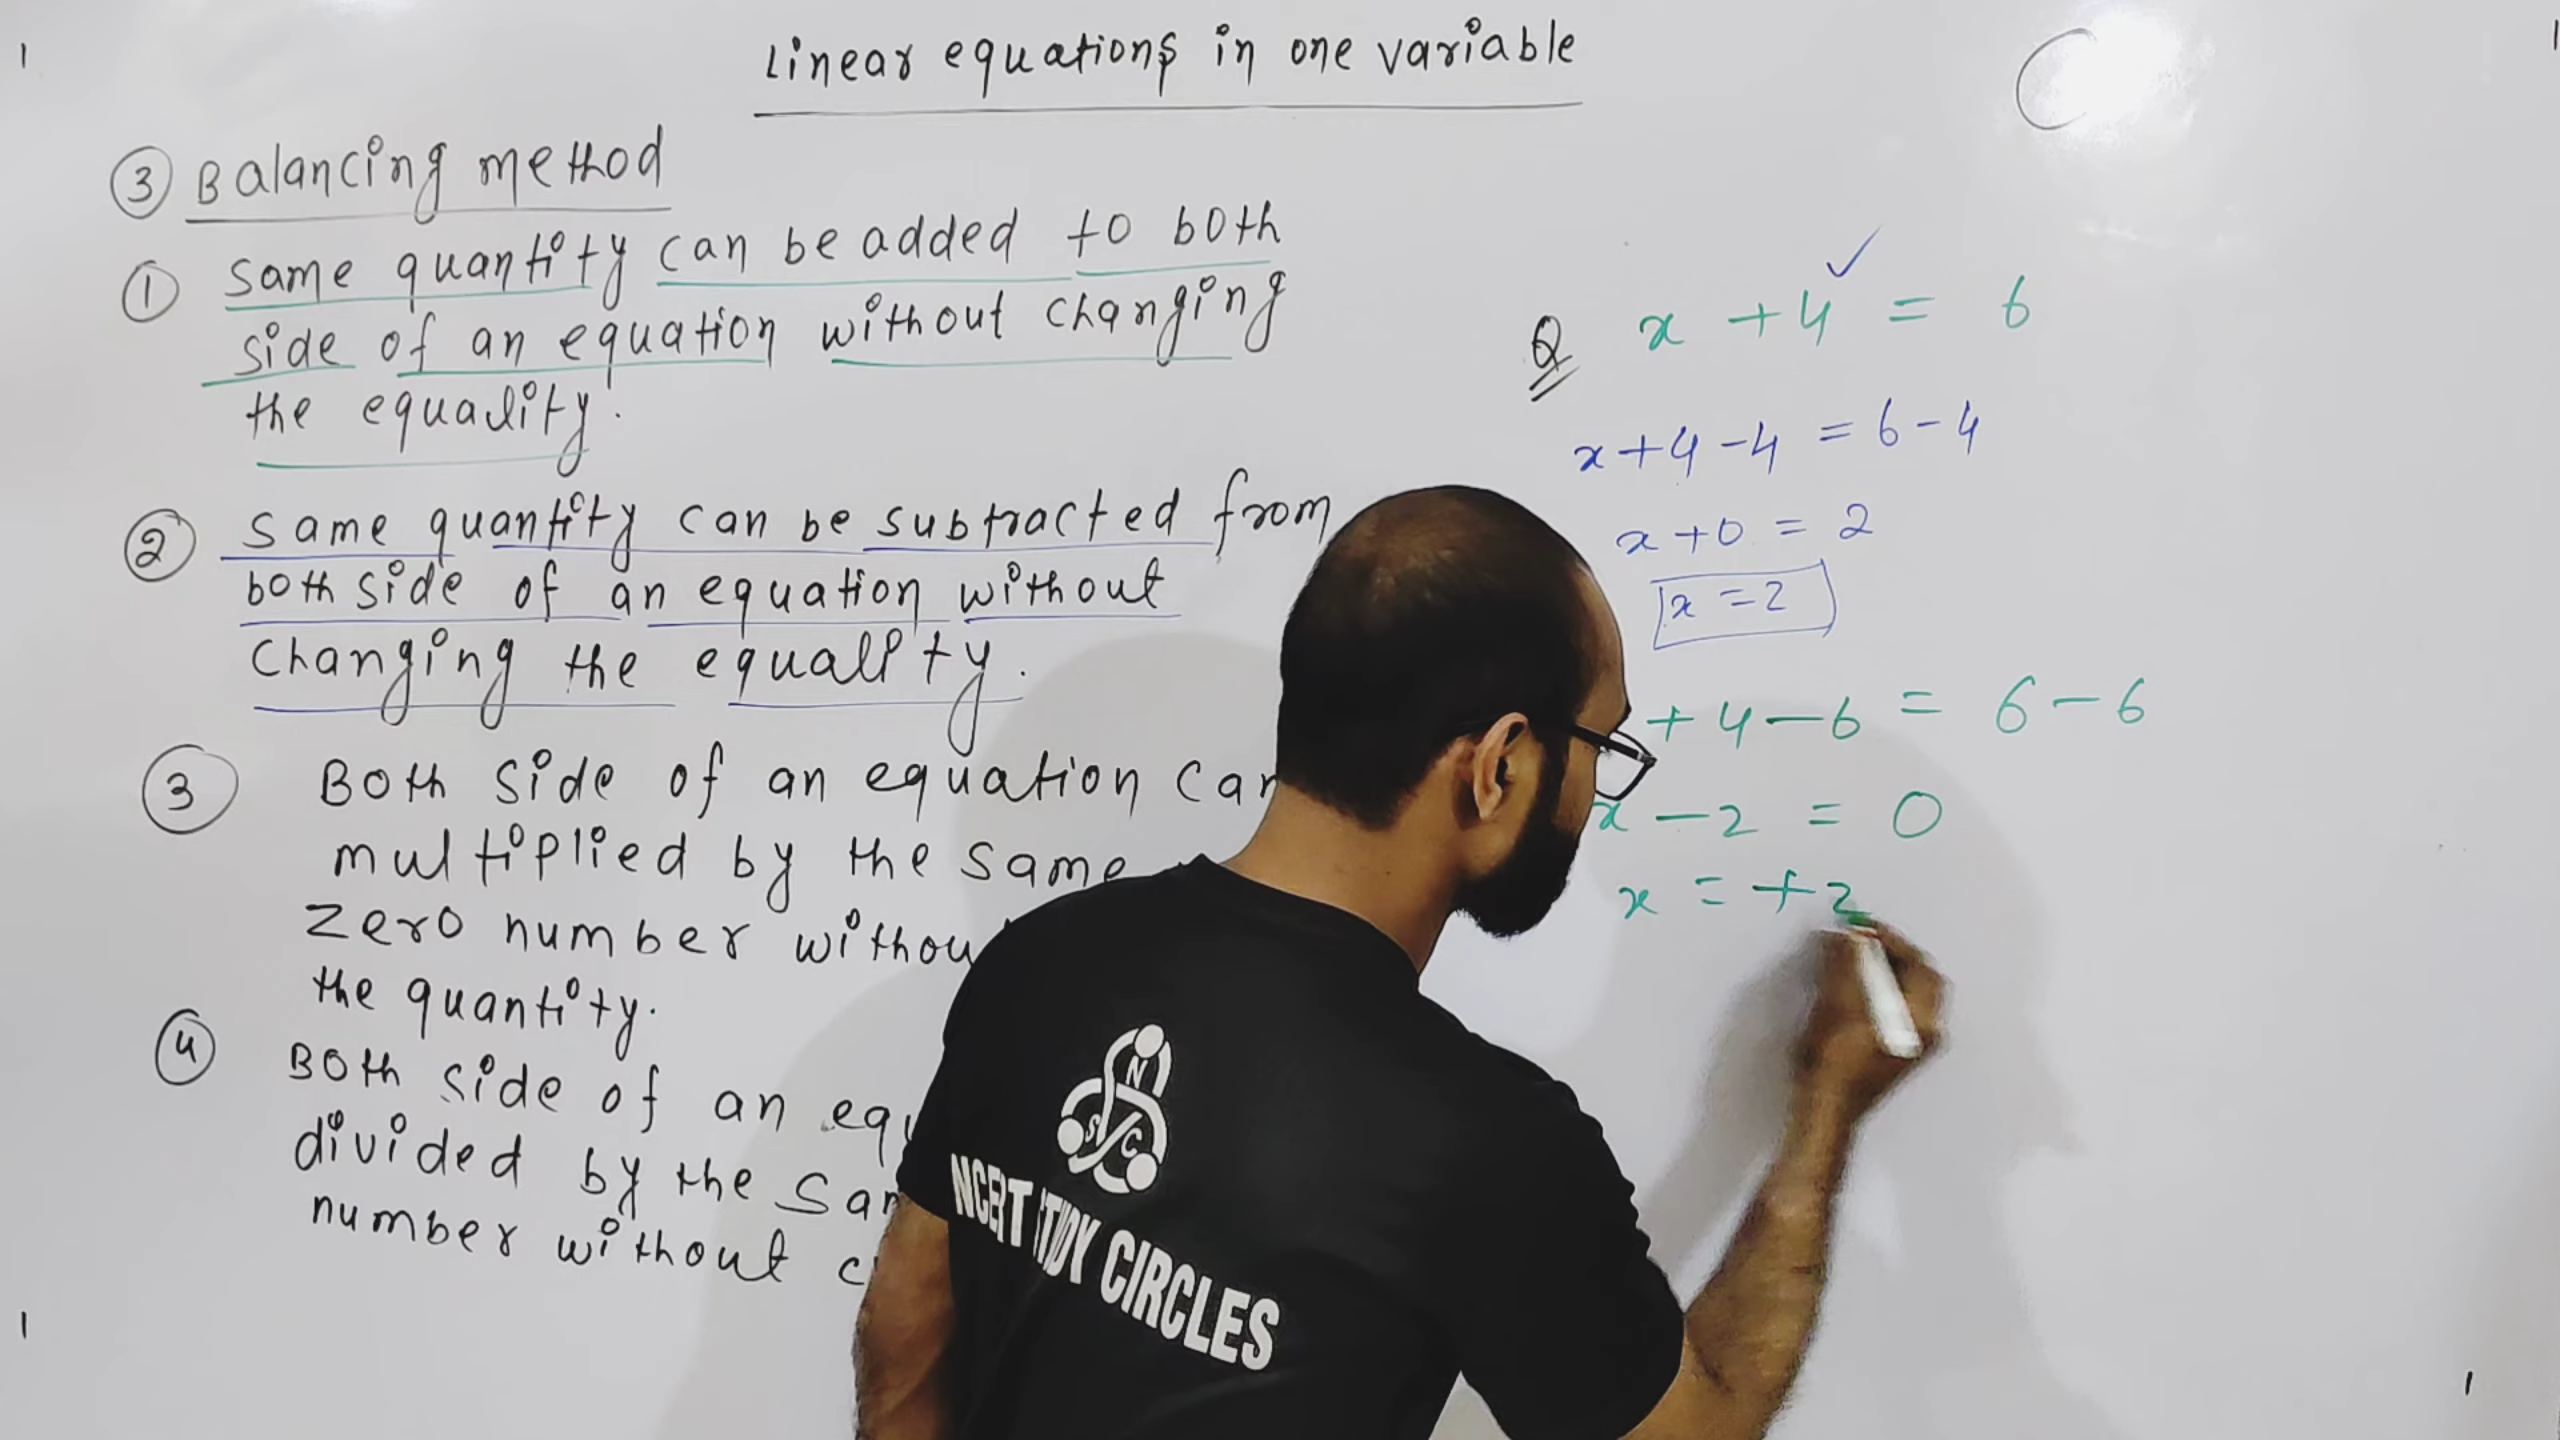 Linear equations in one variable
③ Balancing method
① Same quantity can be added to both
side of an equation without changing
the equality.
② Same quantity can be subtracted from
both side of an equation without
changing the equality.
③ Both side of an equation
multiplied by the same
zero number
the quantity.
④ Both side of an
divided by the
number without
Q x + 4 = 6
x + 4 - 4 = 6 - 4
x + 0 = 2
x = 2
+ 4 - 6 = 6 - 6
x - 2 = 0
x = + 2
N
S C
NCERT STUDY CIRCLES